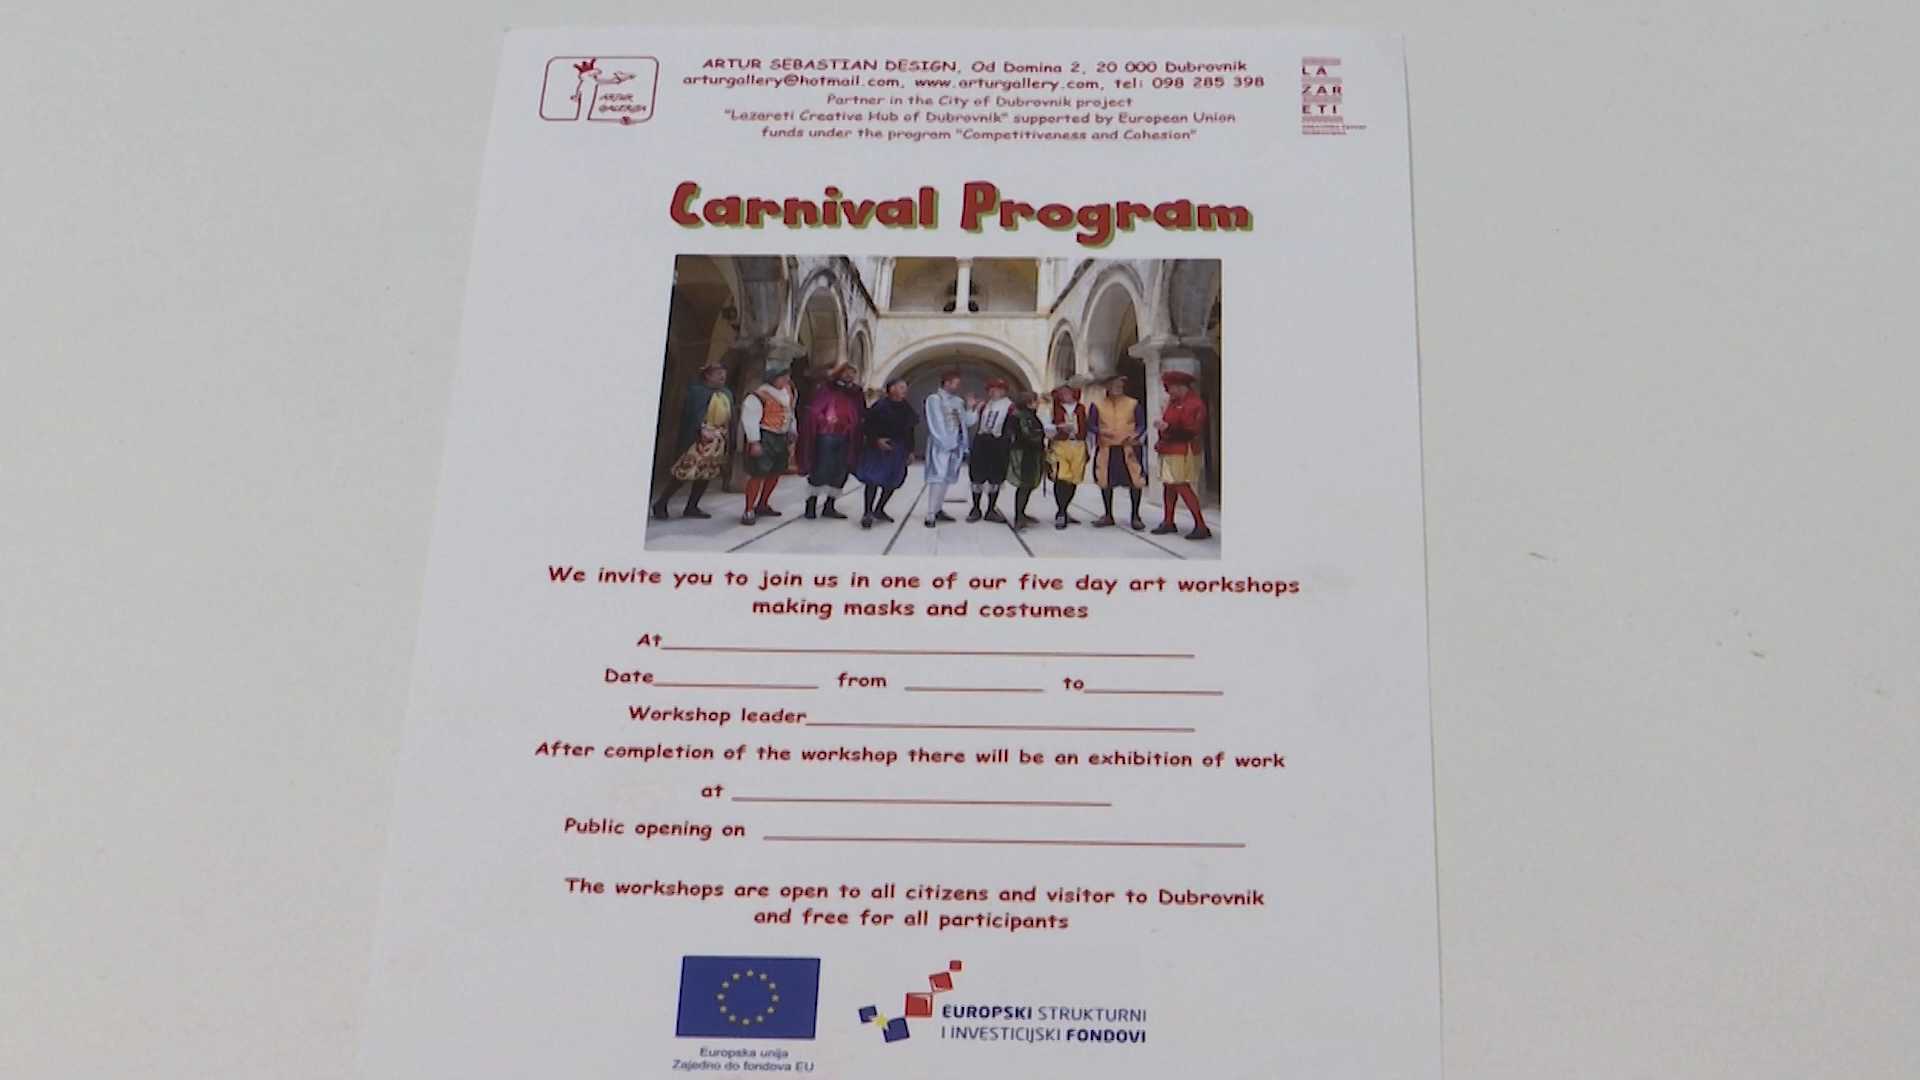 ARTUR GALERIJA
ARTUR SEBASTIAN DESIGN, Od Domina 2, 20 000 Dubrovnik
arturgallery@hotmail.com, www.arturgallery.com, tel: 098 285 398
Partner in the City of Dubrovnik project
"Lazareti Creative Hub of Dubrovnik" supported by European Union
funds under the program "Competitiveness and Cohesion"
LA
ZAR
ETI
Carnival Program
We invite you to join us in one of our five day art workshops
making masks and costumes
At
Date from to
Workshop leader
After completion of the workshop there will be an exhibition of work
at
Public opening on
The workshops are open to all citizens and visitor to Dubrovnik
and free for all participants
Europska unija
Zajedno do fondova EU
EUROPSKI STRUKTURNI
I INVESTICIJSKI FONDOVI